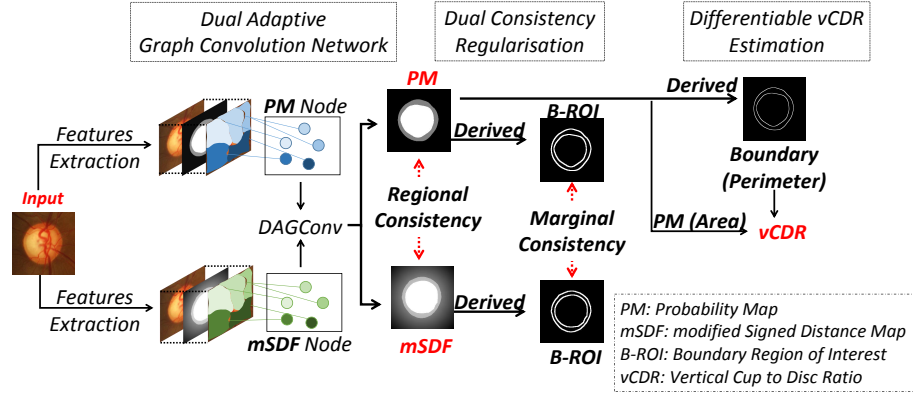 Dual Adaptive
Graph Convolution Network
Dual Consistency
Regularisation
Differentiable vCDR
Estimation
Input
Features
Extraction
Features
Extraction
PM Node
DAGConv
mSDF Node
PM
Regional
Consistency
mSDF
Derived
Derived
B-ROI
Marginal
Consistency
B-ROI
Derived
Boundary
(Perimeter)
PM (Area)
vCDR
PM: Probability Map
mSDF: modified Signed Distance Map
B-ROI: Boundary Region of Interest
vCDR: Vertical Cup to Disc Ratio